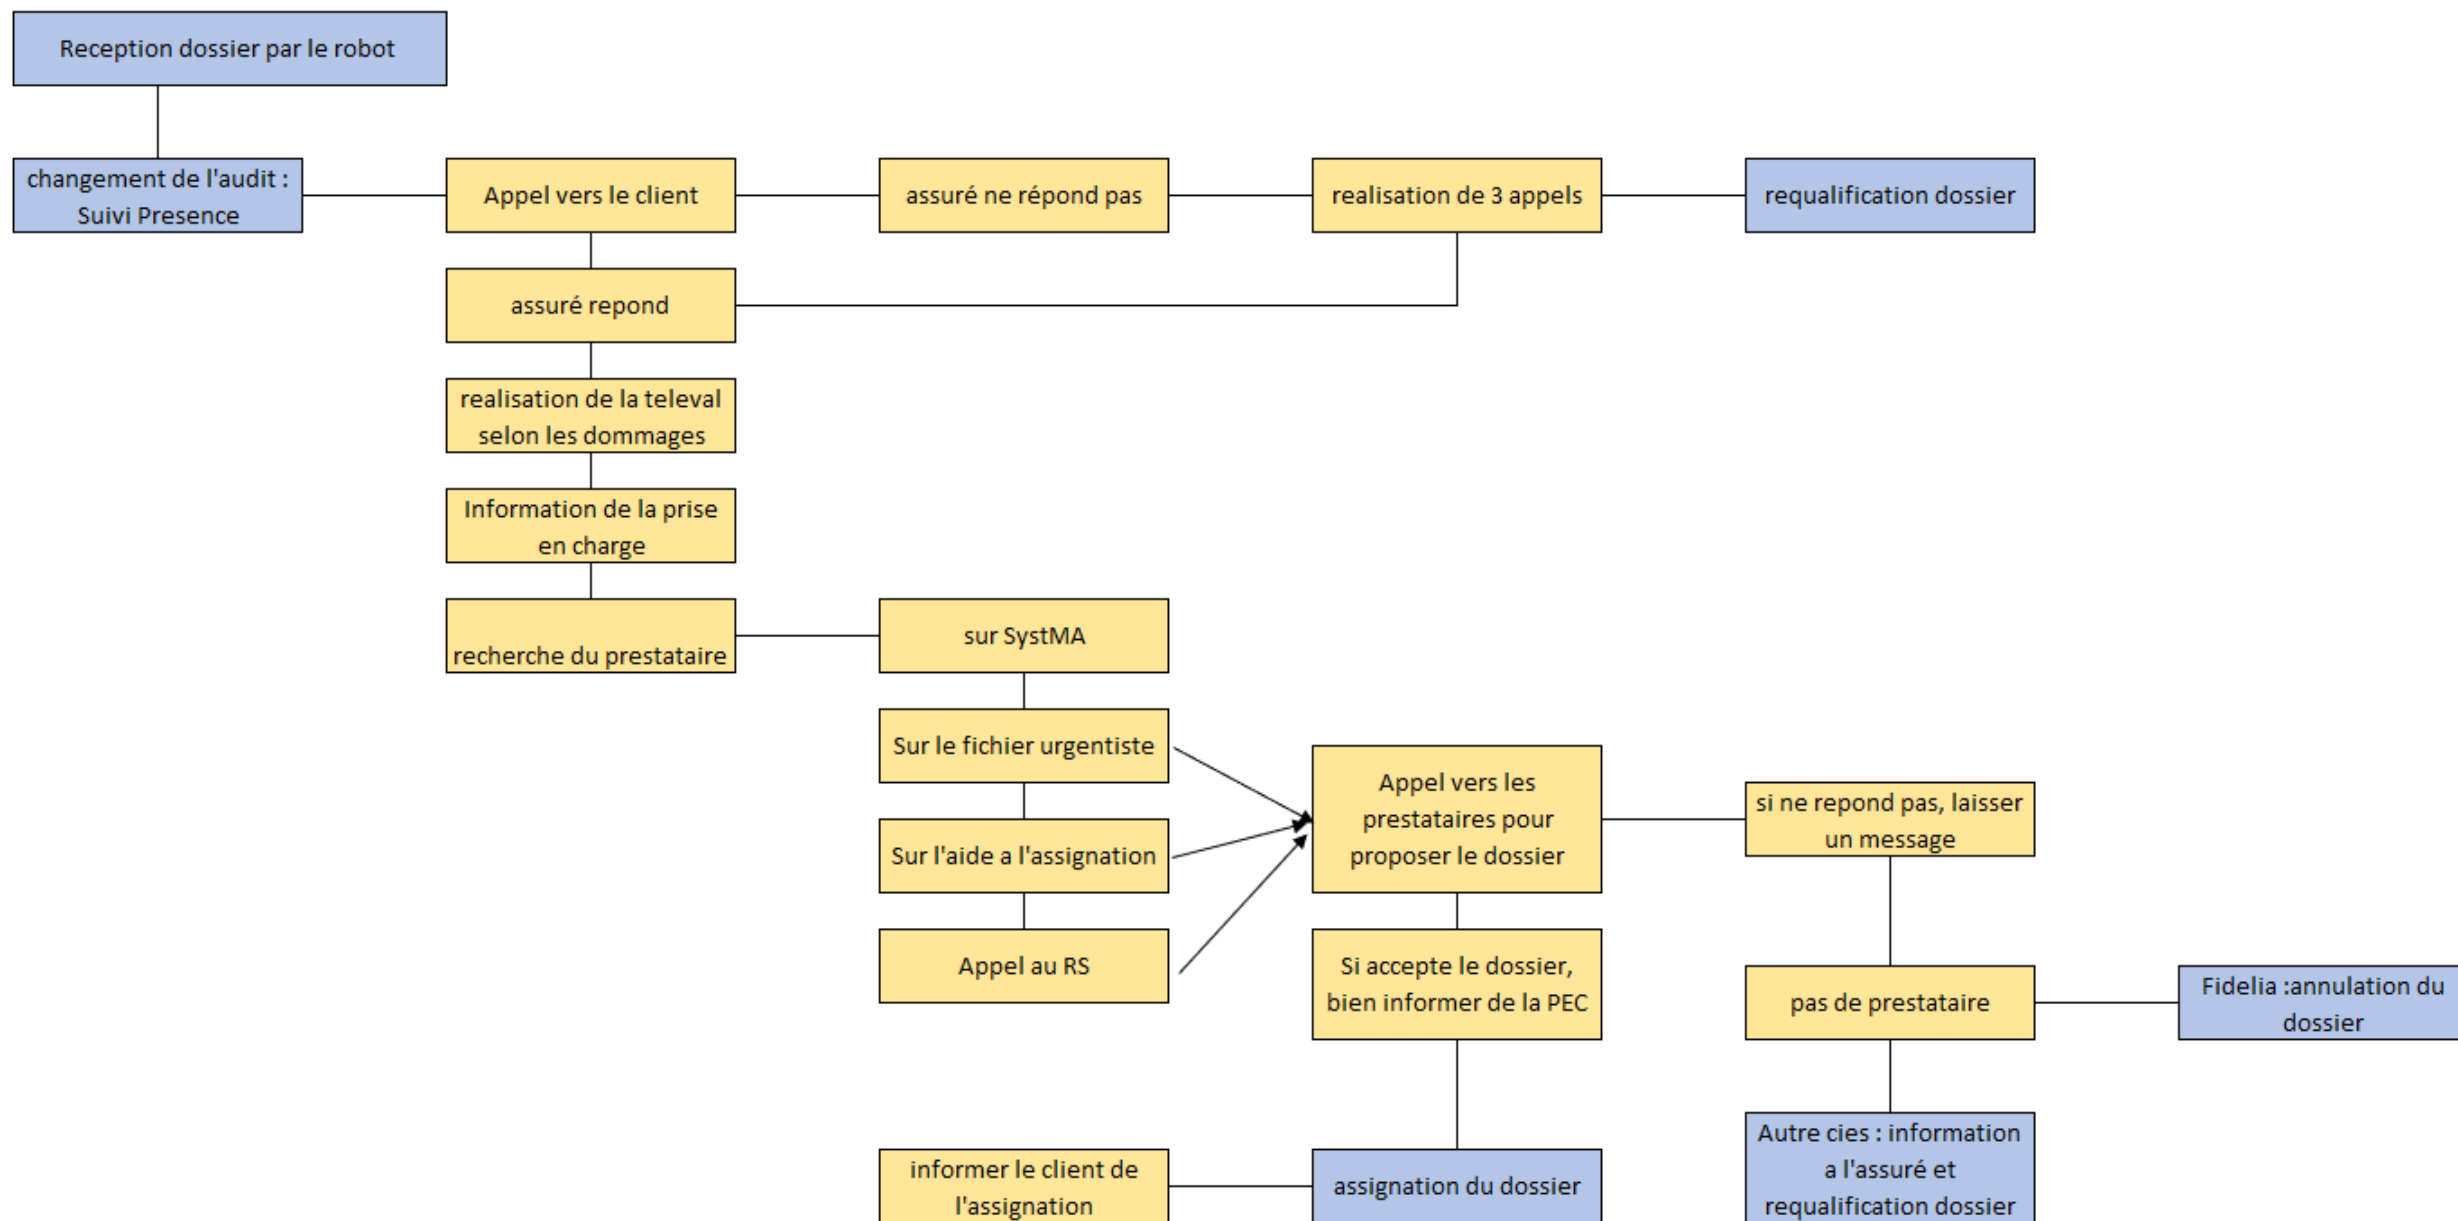 Reception dossier par le robot
changement de l'audit :
Suivi Presence
Appel vers le client
assuré ne répond pas
realisation de 3 appels
requalification dossier
assuré repond
realisation de la televal
selon les dommages
Information de la prise
en charge
recherche du prestataire
sur SystMA
Sur le fichier urgentiste
Sur l'aide a l'assignation
Appel au RS
Appel vers les
prestataires pour
proposer le dossier
si ne repond pas, laisser
un message
Si accepte le dossier,
bien informer de la PEC
pas de prestataire
Fidelia :annulation du
dossier
informer le client de
l'assignation
assignation du dossier
Autre cies : information
a l'assuré et
requalification dossier